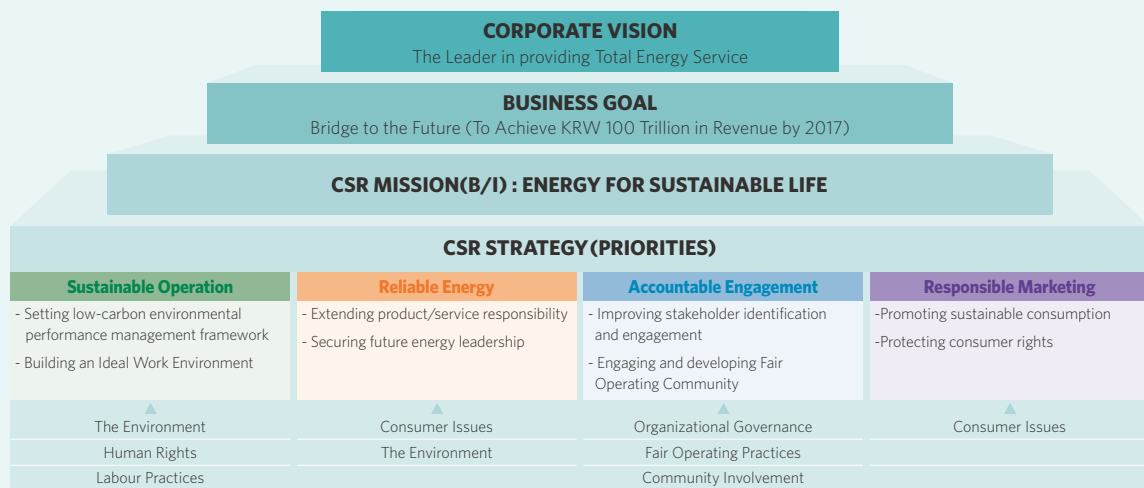 CORPORATE VISION
The Leader in providing Total Energy Service
BUSINESS GOAL
Bridge to the Future (To Achieve KRW 100 Trillion in Revenue by 2017)
CSR MISSION(B/I) : ENERGY FOR SUSTAINABLE LIFE
CSR STRATEGY(PRIORITIES)
Sustainable Operation
- Setting low-carbon environmental
performance management framework
- Building an Ideal Work Environment
The Environment
Human Rights
Labour Practices
Reliable Energy
- Extending product/service responsibility
- Securing future energy leadership
Consumer Issues
The Environment
Accountable Engagement
- Improving stakeholder identification
and engagement
- Engaging and developing Fair
Operating Community
Organizational Governance
Fair Operating Practices
Community Involvement
Responsible Marketing
-Promoting sustainable consumption
-Protecting consumer rights
Consumer Issues